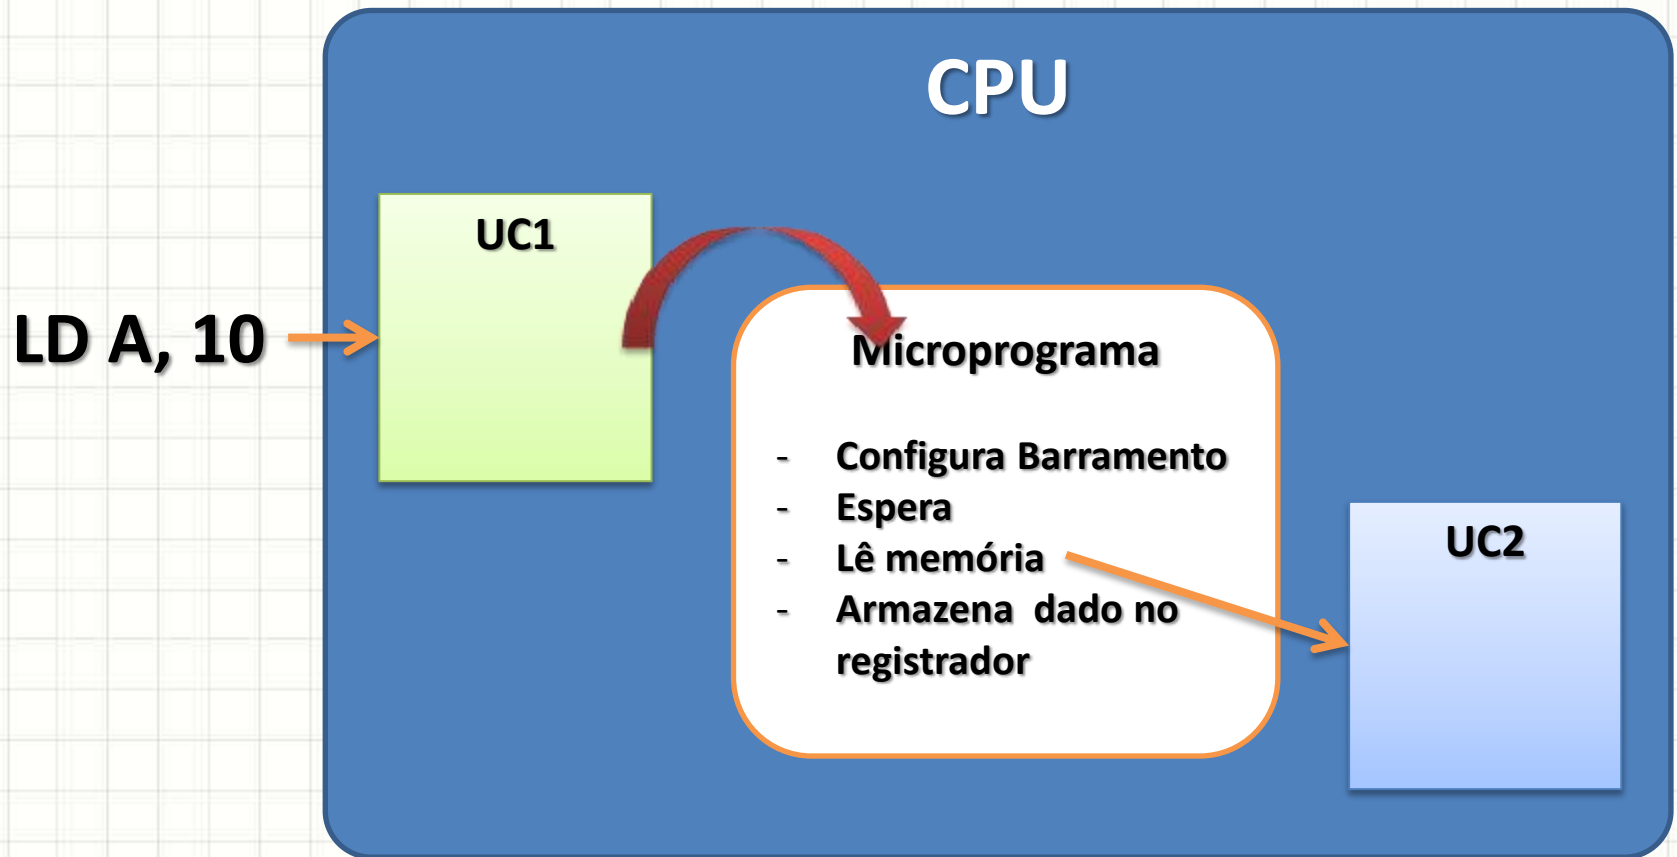 CPU
UC1
LD A, 10
Microprograma
- Configura Barramento
- Espera
- Lê memória
- Armazena dado no
registrador
UC2